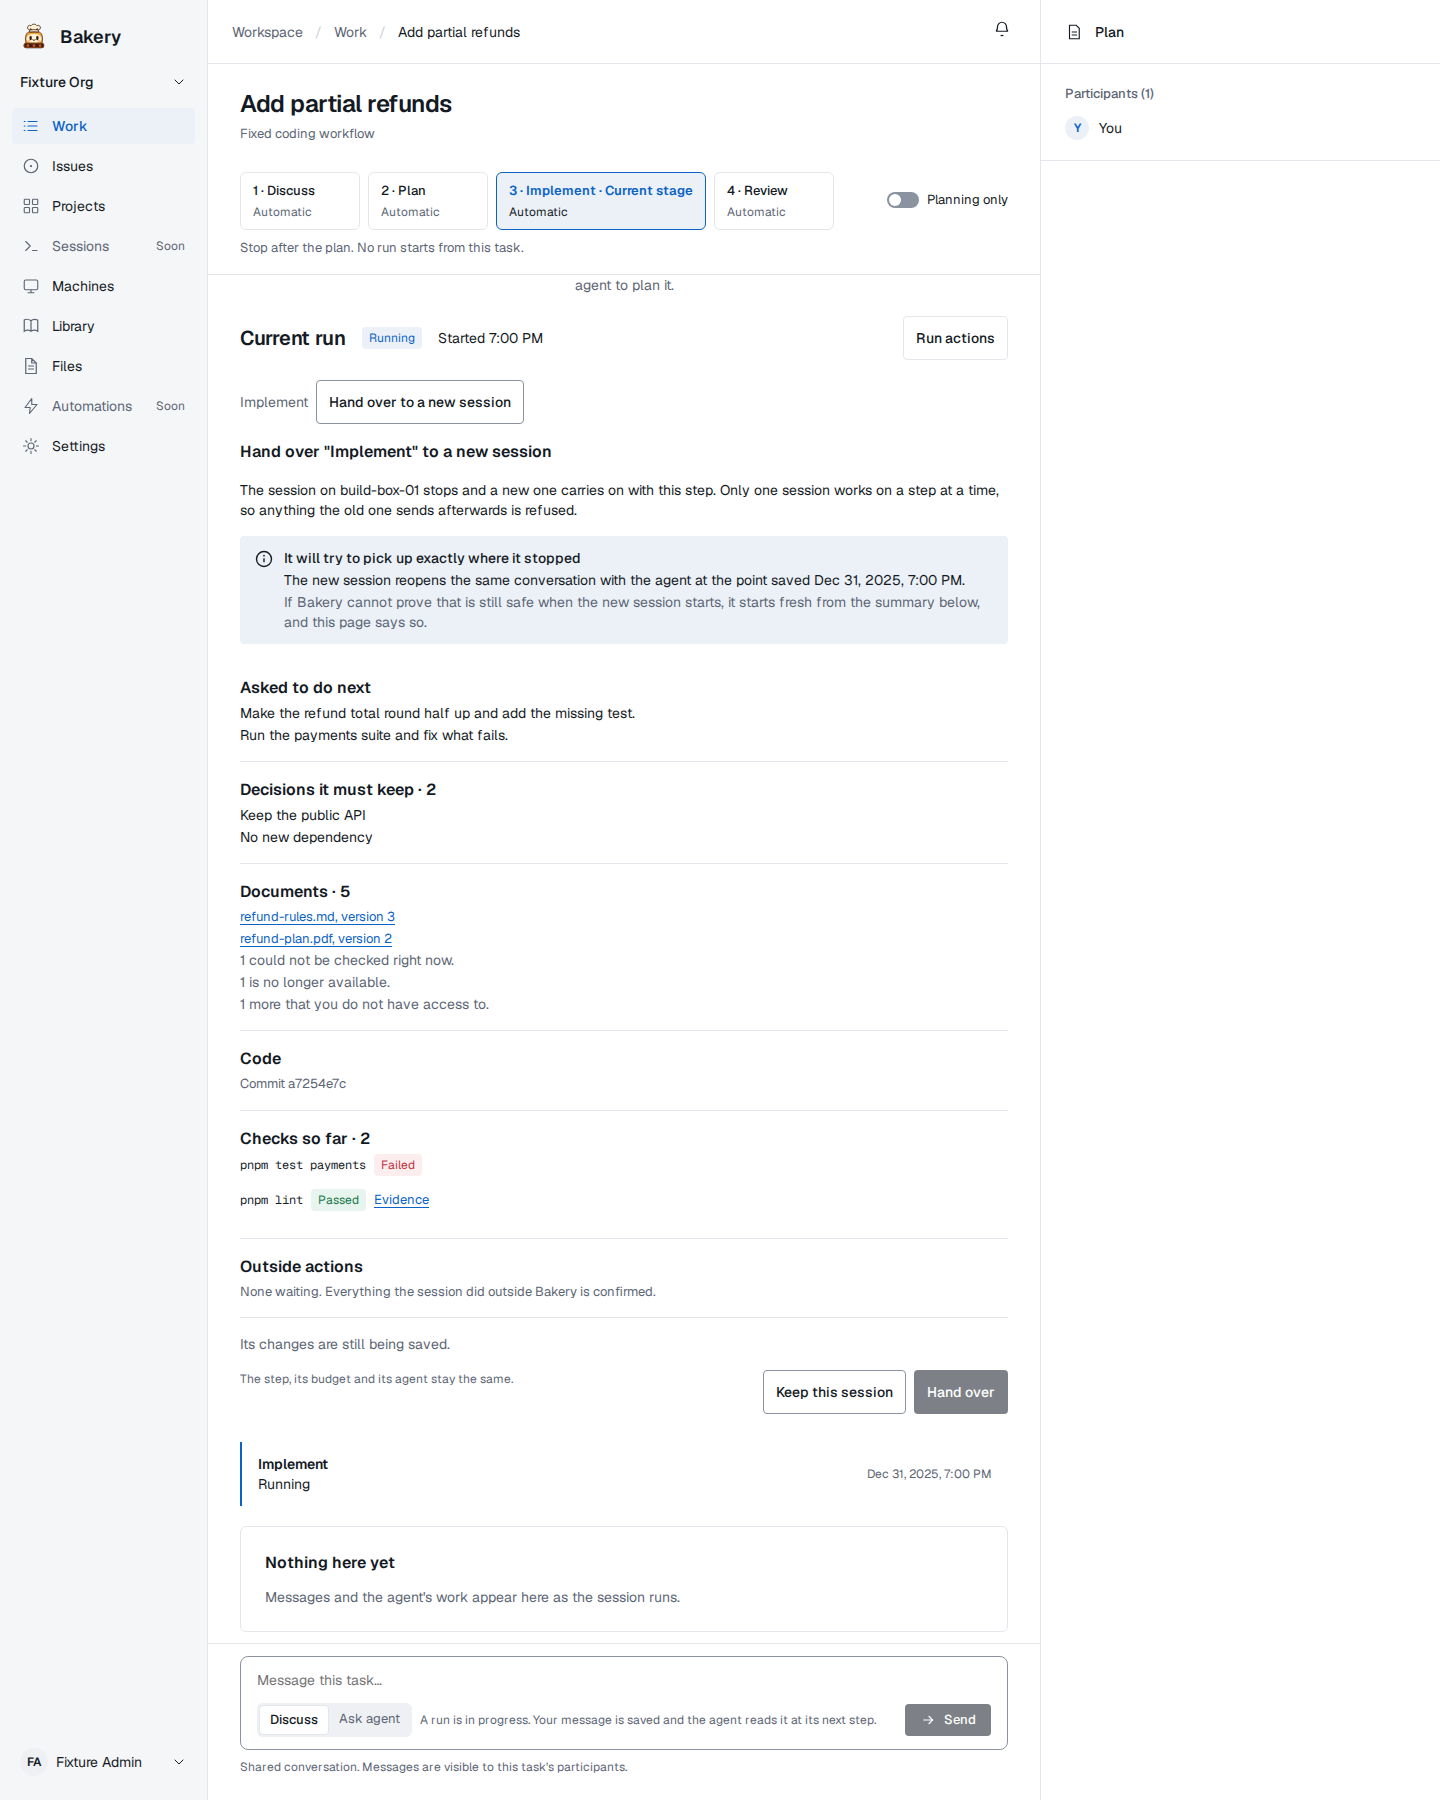 Bakery
Fixture Org
Work
Issues
Projects
Sessions Soon
Machines
Library
Files
Automations Soon
Settings
FA Fixture Admin
Workspace / Work / Add partial refunds
Add partial refunds
Fixed coding workflow
1 · Discuss
Automatic
2 · Plan
Automatic
3 · Implement · Current stage
Automatic
4 · Review
Automatic
Planning only
Stop after the plan. No run starts from this task.
agent to plan it.
Current run Running Started 7:00 PM Run actions
Implement Hand over to a new session
Hand over "Implement" to a new session
The session on build-box-01 stops and a new one carries on with this step. Only one session works on a step at a time,
so anything the old one sends afterwards is refused.
It will try to pick up exactly where it stopped
The new session reopens the same conversation with the agent at the point saved Dec 31, 2025, 7:00 PM.
If Bakery cannot prove that is still safe when the new session starts, it starts fresh from the summary below,
and this page says so.
Asked to do next
Make the refund total round half up and add the missing test.
Run the payments suite and fix what fails.
Decisions it must keep · 2
Keep the public API
No new dependency
Documents · 5
refund-rules.md, version 3
refund-plan.pdf, version 2
1 could not be checked right now.
1 is no longer available.
1 more that you do not have access to.
Code
Commit a7254e7c
Checks so far · 2
pnpm test payments Failed
pnpm lint Passed Evidence
Outside actions
None waiting. Everything the session did outside Bakery is confirmed.
Its changes are still being saved.
The step, its budget and its agent stay the same. Keep this session Hand over
Implement
Running
Dec 31, 2025, 7:00 PM
Nothing here yet
Messages and the agent's work appear here as the session runs.
Message this task…
Discuss Ask agent A run is in progress. Your message is saved and the agent reads it at its next step. Send
Shared conversation. Messages are visible to this task's participants.
Plan
Participants (1)
Y You